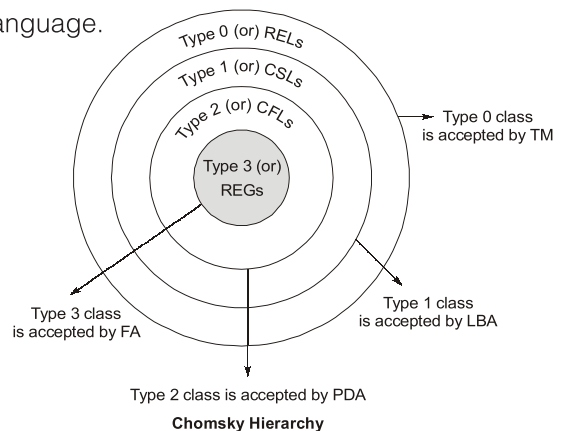 anguage.
Type 0 (or) RELs
Type 1 (or) CSLs
Type 2 (or) CFLs
Type 3 (or)
REGs
Type 0 class
is accepted by TM
Type 1 class
is accepted by LBA
Type 3 class
is accepted by FA
Type 2 class is accepted by PDA
Chomsky Hierarchy